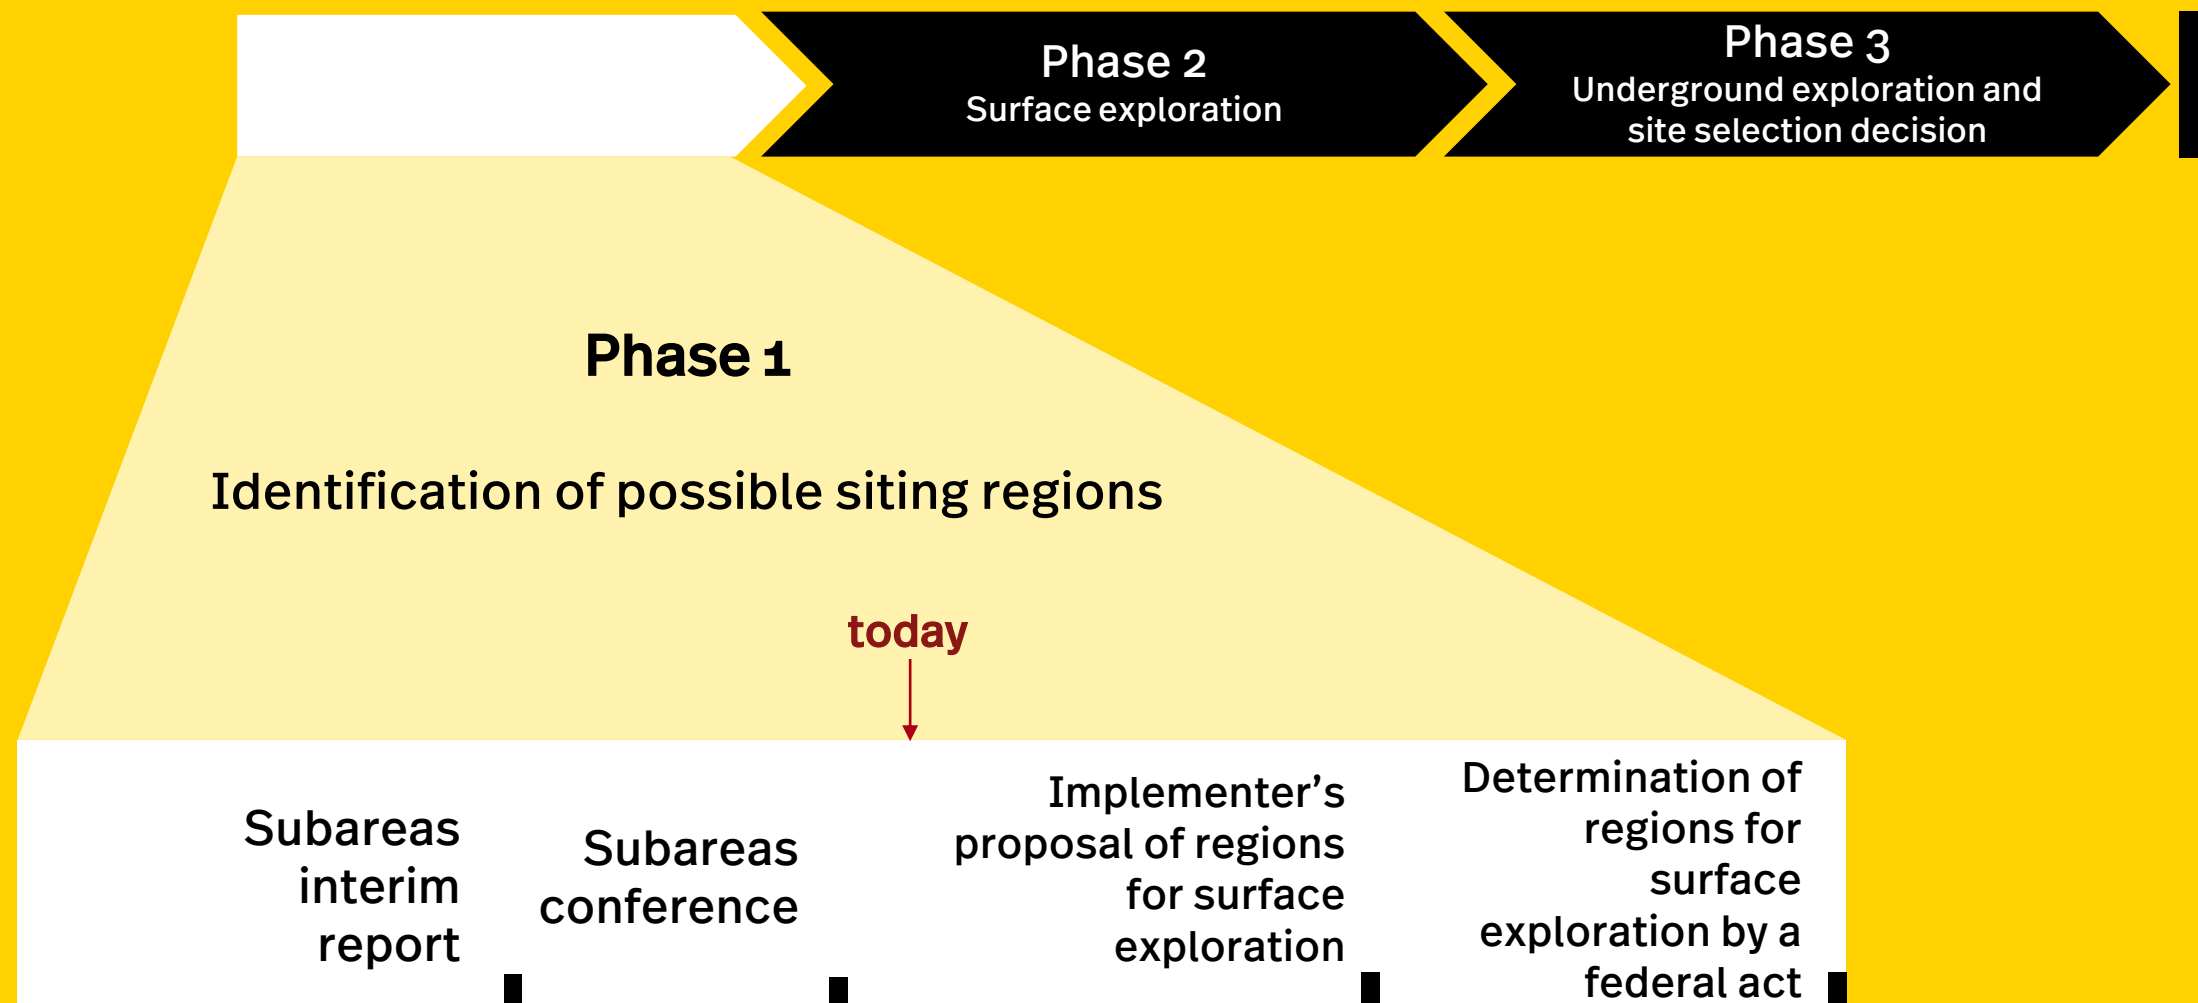 Phase 2
Surface exploration
Phase 3
Underground exploration and
site selection decision
Phase 1
Identification of possible siting regions
today
Subareas
interim
report
Subareas
conference
Implementer’s
proposal of regions
for surface
exploration
Determination of
regions for
surface
exploration by a
federal act